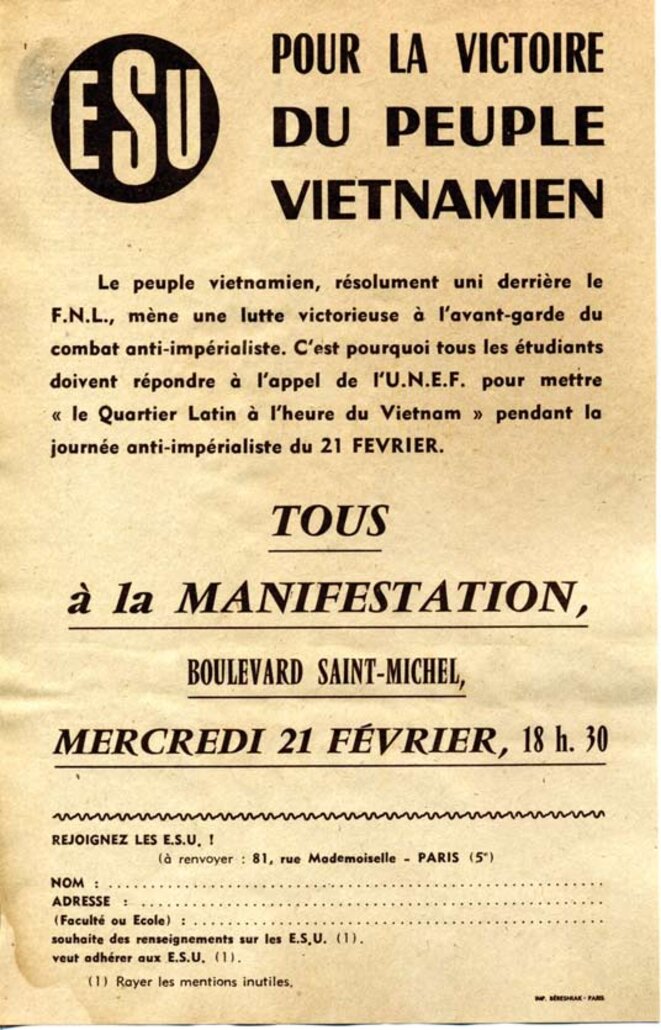 ESU
POUR LA VICTOIRE
DU PEUPLE
VIETNAMIEN
Le peuple vietnamien, résolument uni derrière le
F.N.L., mène une lutte victorieuse à l'avant-garde du
combat anti-impérialiste. C'est pourquoi tous les étudiants
doivent répondre à l'appel de l'U.N.E.F. pour mettre
« le Quartier Latin à l'heure du Vietnam » pendant la
journée anti-impérialiste du 21 FEVRIER.
TOUS
à la MANIFESTATION,
BOULEVARD SAINT-MICHEL,
MERCREDI 21 FÉVRIER, 18 h. 30
REJOIGNEZ LES E.S.U. !
(à renvoyer : 81, rue Mademoiselle - PARIS (5e)
NOM : ........................................
ADRESSE : ........................................
(Faculté ou Ecole) : ........................................
souhaite des renseignements sur les E.S.U. (1).
veut adhérer aux E.S.U. (1).
(1) Rayer les mentions inutiles.
IMP. BÉRESNIAK - PARIS